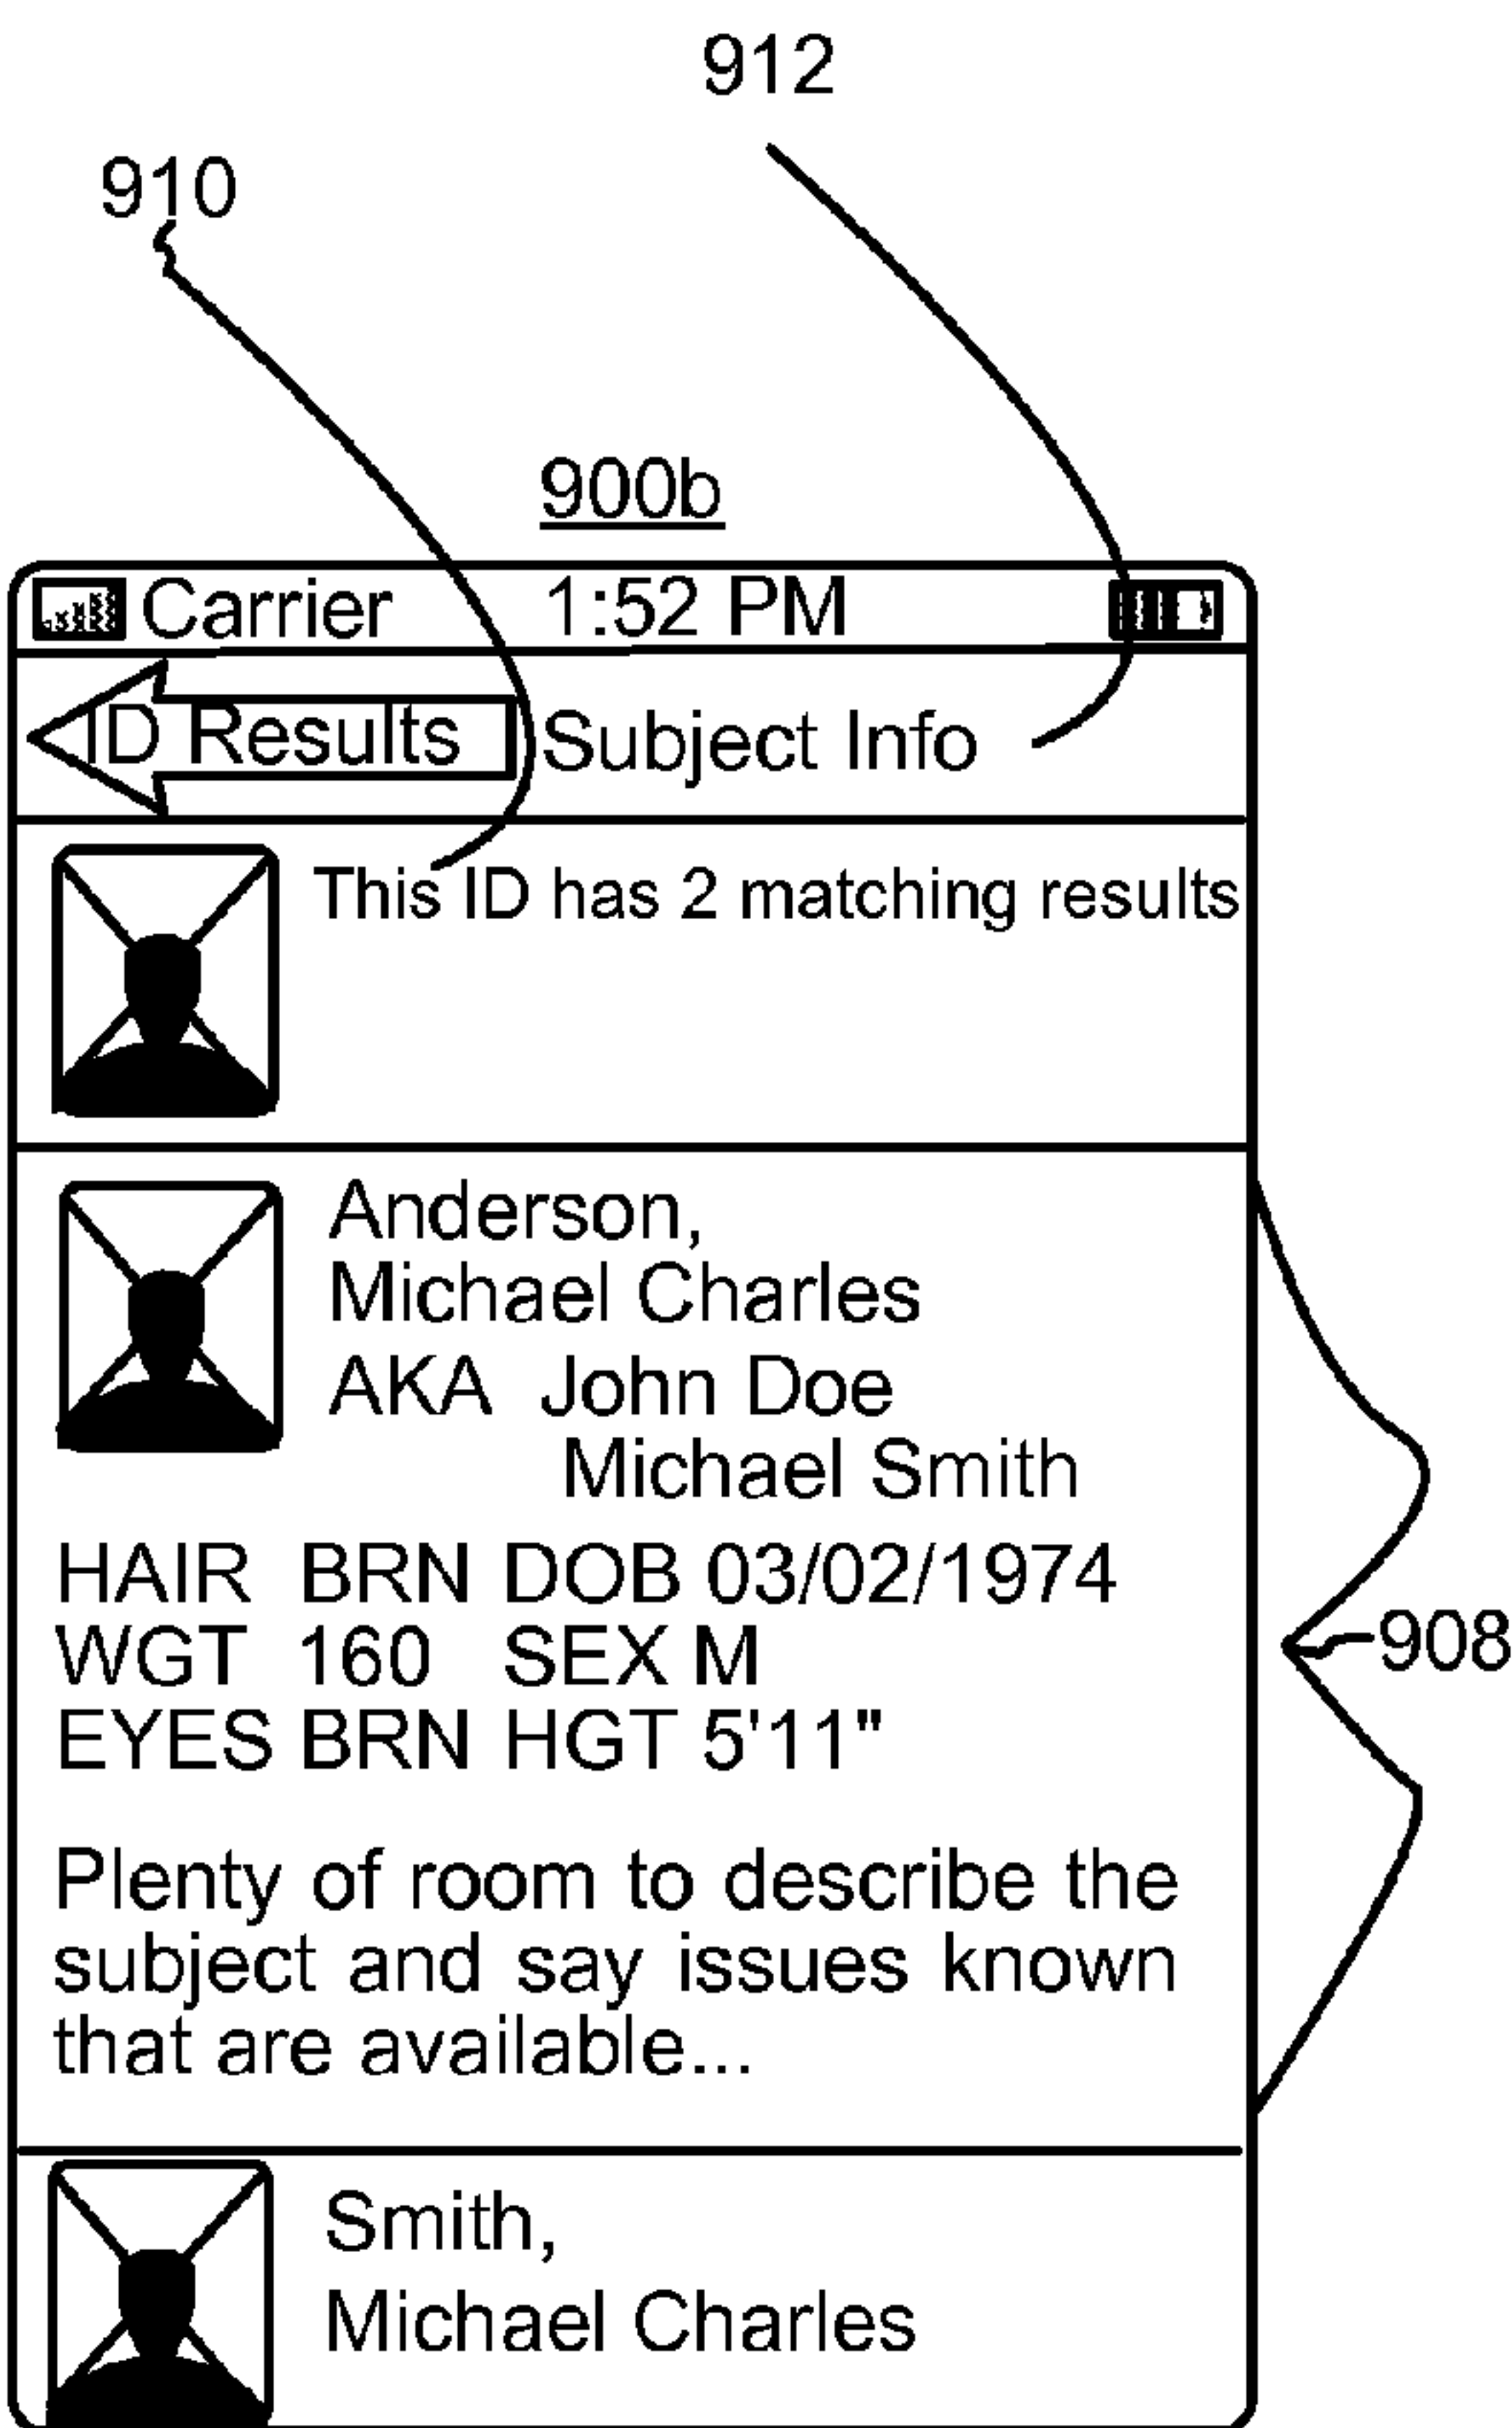 912
910
900b
Carrier 1:52 PM
ID Results Subject Info
This ID has 2 matching results
Anderson,
Michael Charles
AKA John Doe
Michael Smith
HAIR BRN DOB 03/02/1974
WGT 160 SEX M
908
EYES BRN HGT 5'11"
Plenty of room to describe the
subject and say issues known
that are available...
Smith,
Michael Charles